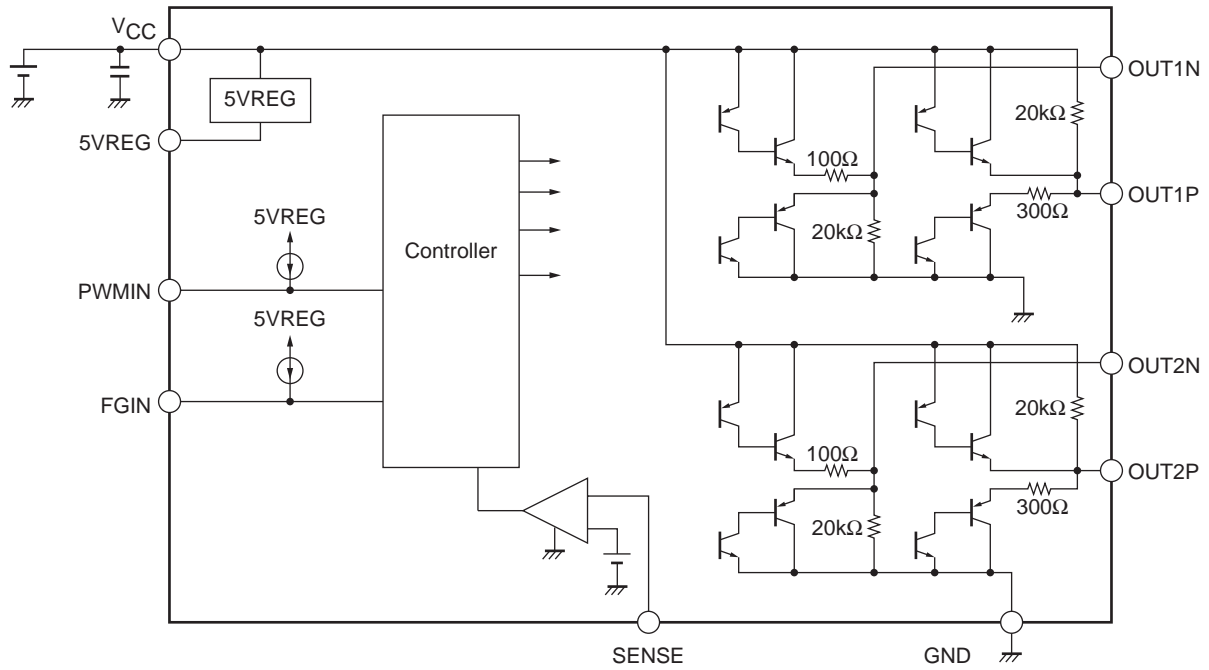 VCC
5VREG
5VREG
5VREG
PWMIN
5VREG
FGIN
Controller
SENSE
GND
OUT1N
20kΩ
100Ω
OUT1P
300Ω
20kΩ
OUT2N
20kΩ
100Ω
OUT2P
300Ω
20kΩ